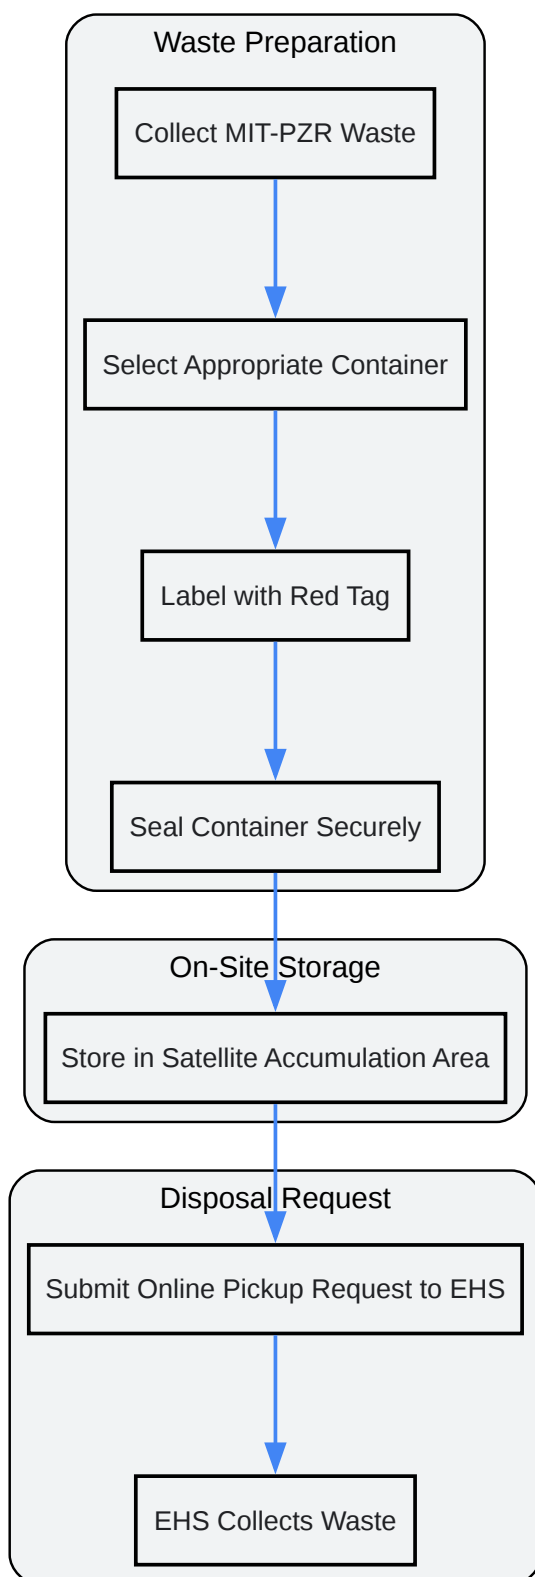 Waste Preparation
Collect MIT-PZR Waste
Select Appropriate Container
Label with Red Tag
Seal Container Securely
On-Site Storage
Store in Satellite Accumulation Area
Disposal Request
Submit Online Pickup Request to EHS
EHS Collects Waste